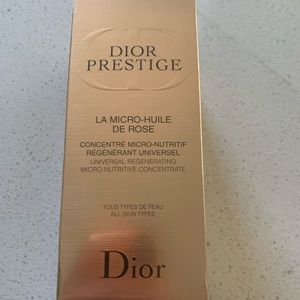 DIOR
PRESTIGE
LA MICRO-HUILE
DE ROSE
CONCENTRÉ MICRO-NUTRITIF
RÉGÉNÉRANT UNIVERSEL
UNIVERSAL REGENERATING
MICRO-NUTRITIVE CONCENTRATE
TOUS TYPES DE PEAU
ALL SKIN TYPES
Dior